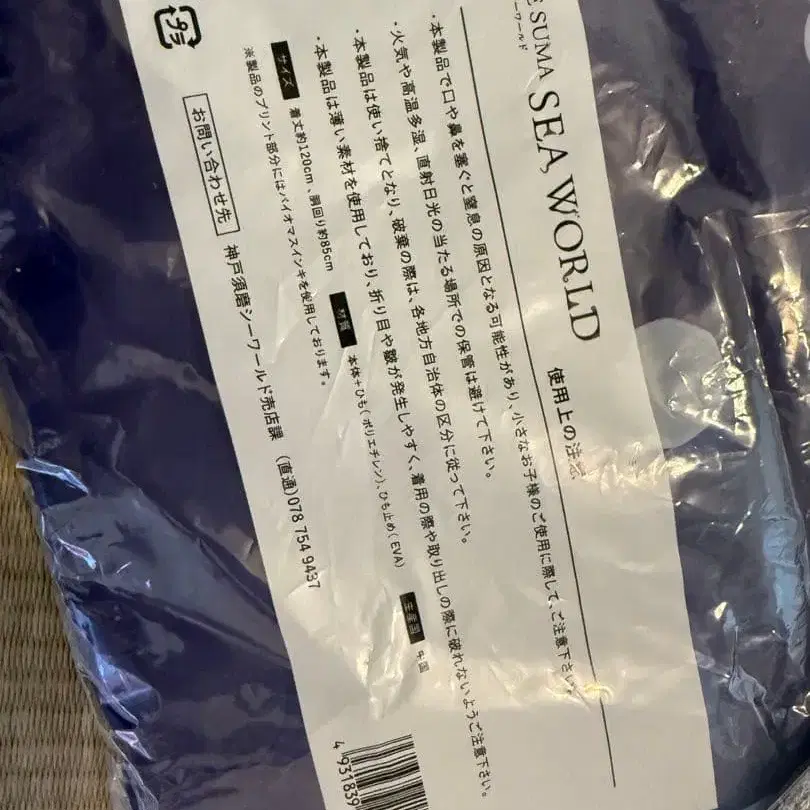 SUMA SEA WORLD
ーワールド
使用上の注意
・本製品で口や鼻を塞ぐと窒息の原因となる可能性があり、小さなお子様のご使用に際して、ご注意下さい。
・火気や高温多湿、直射日光の当たる場所での保管は避けて下さい。
・本製品は使い捨てとなり、破棄の際は、各地方自治体の区分に従って下さい。
・本製品は薄い素材を使用しており、折り目や皺が発生しやすく、着用の際や取り出しの際に破れないようご注意下さい。
サイズ 着丈約120cm、胴回り約85cm 材質 本体+ひも(ポリエチレン)、ひも止め(EVA) 生産国 中国
※製品のプリント部分にはバイオマスインキを使用しております。
お問い合わせ先 神戸須磨シーワールド売店課 (直通)078 754 9437
プラ
4 931839